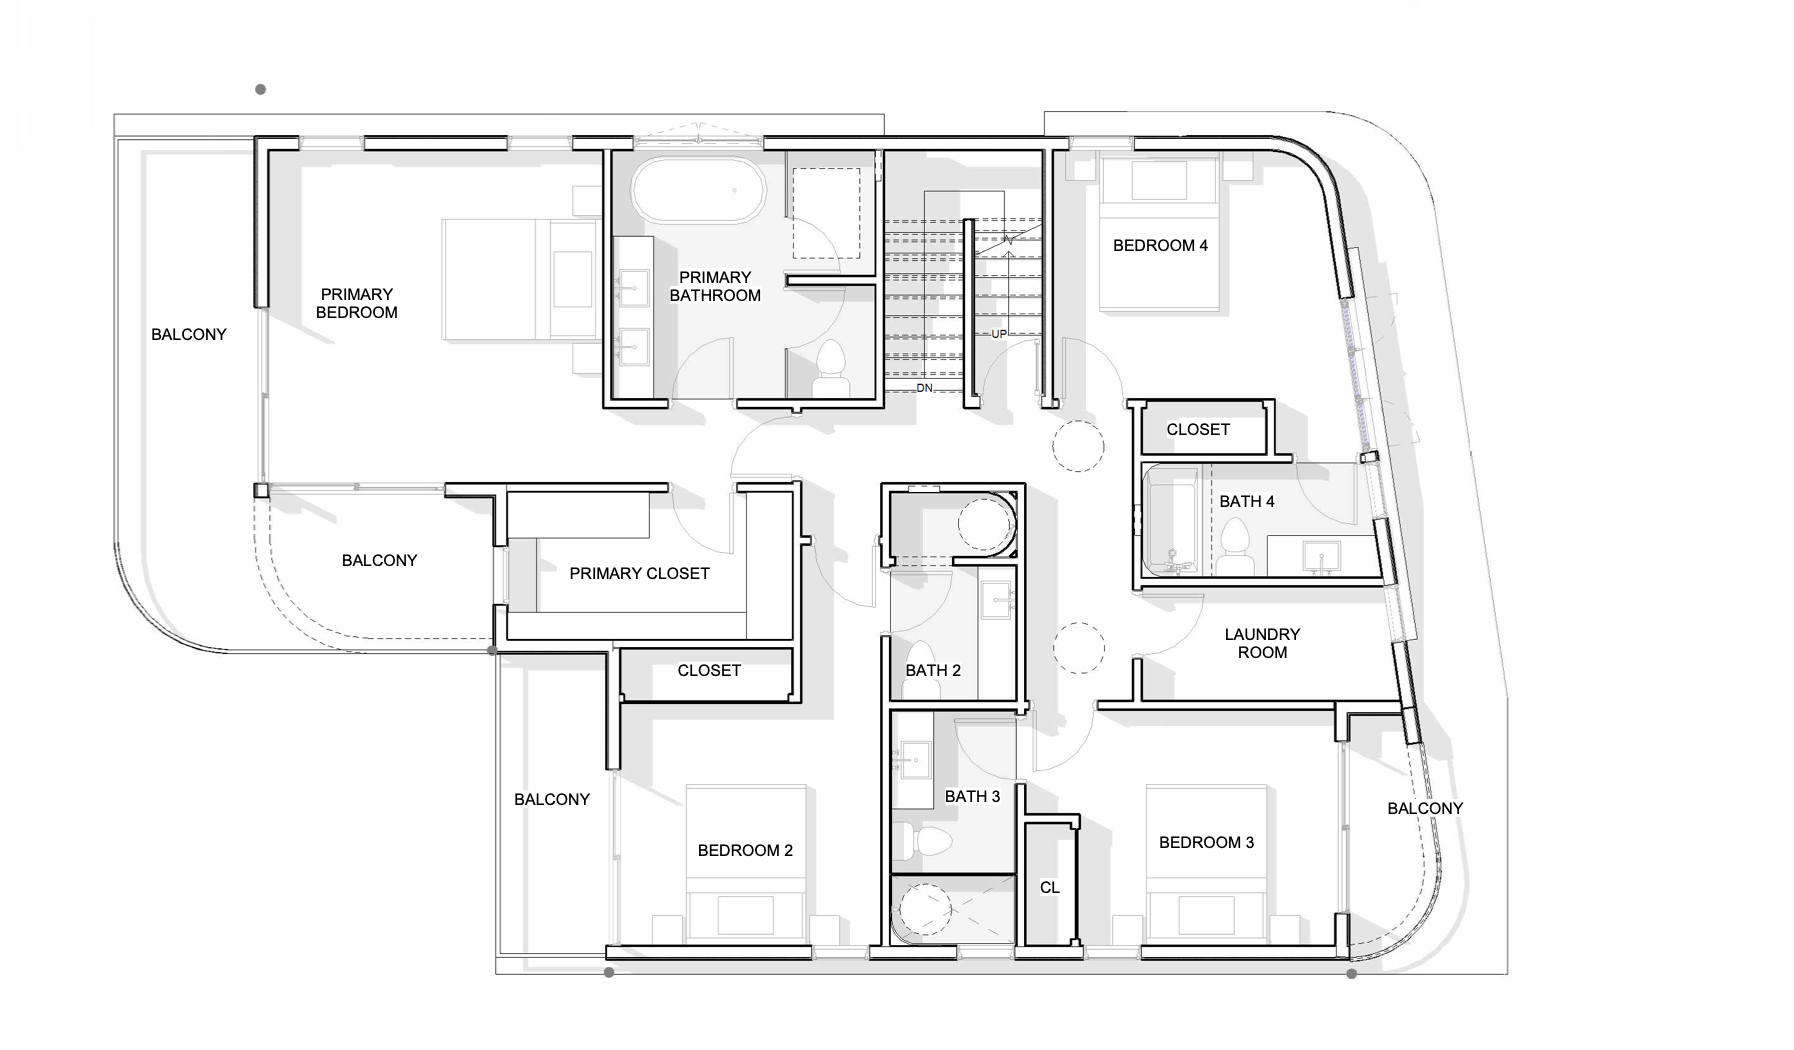 BEDROOM 4
PRIMARY
BATHROOM
PRIMARY
BEDROOM
BALCONY
UP
DN
CLOSET
BATH 4
BALCONY
PRIMARY CLOSET
LAUNDRY
ROOM
CLOSET
BATH 2
BALCONY
BATH 3
BALCONY
BEDROOM 2
BEDROOM 3
CL